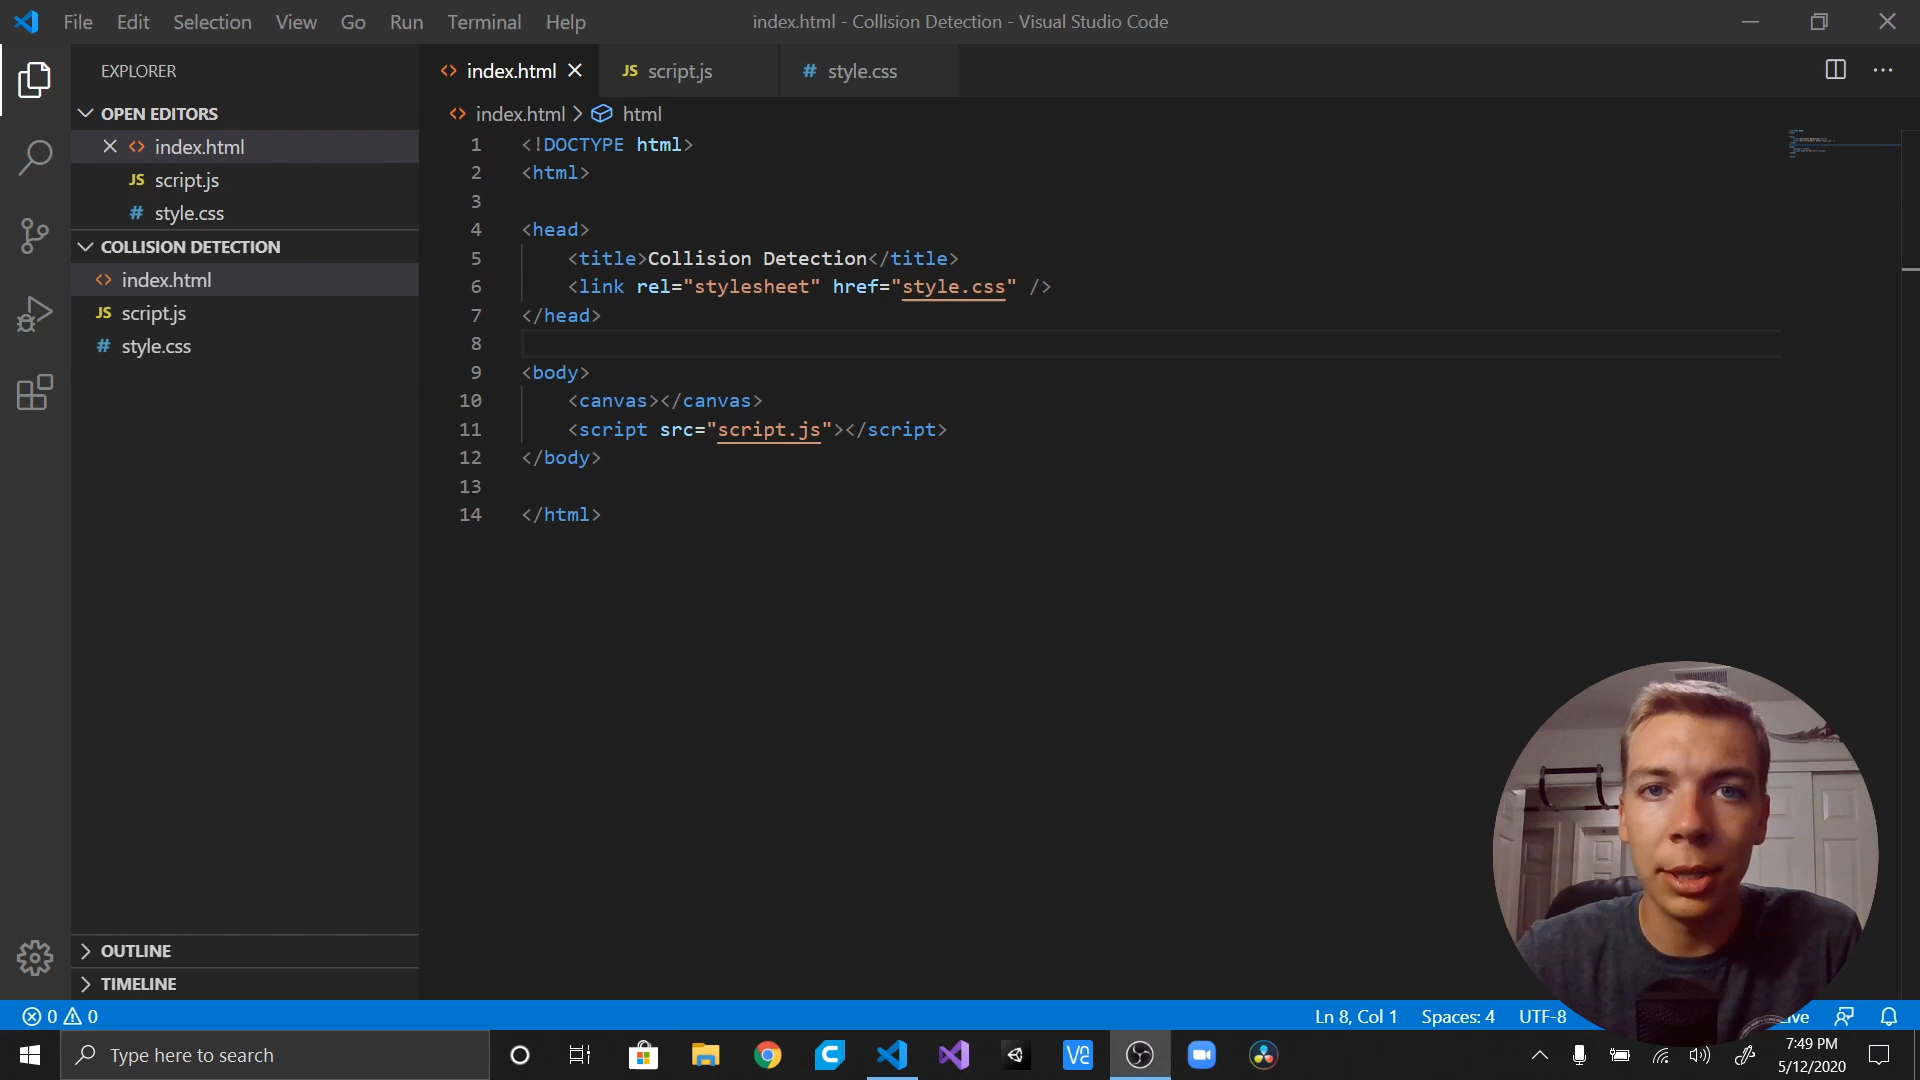 File Edit Selection View Go Run Terminal Help
index.html - Collision Detection - Visual Studio Code
EXPLORER
OPEN EDITORS
index.html
JS script.js
# style.css
COLLISION DETECTION
index.html
JS script.js
# style.css
OUTLINE
TIMELINE
index.html JS script.js # style.css
index.html > html
1 <!DOCTYPE html>
2 <html>
3
4 <head>
5 <title>Collision Detection</title>
6 <link rel="stylesheet" href="style.css" />
7 </head>
8
9 <body>
10 <canvas></canvas>
11 <script src="script.js"></script>
12 </body>
13
14 </html>
0 0
Ln 8, Col 1 Spaces: 4 UTF-8
Type here to search
7:49 PM
5/12/2020